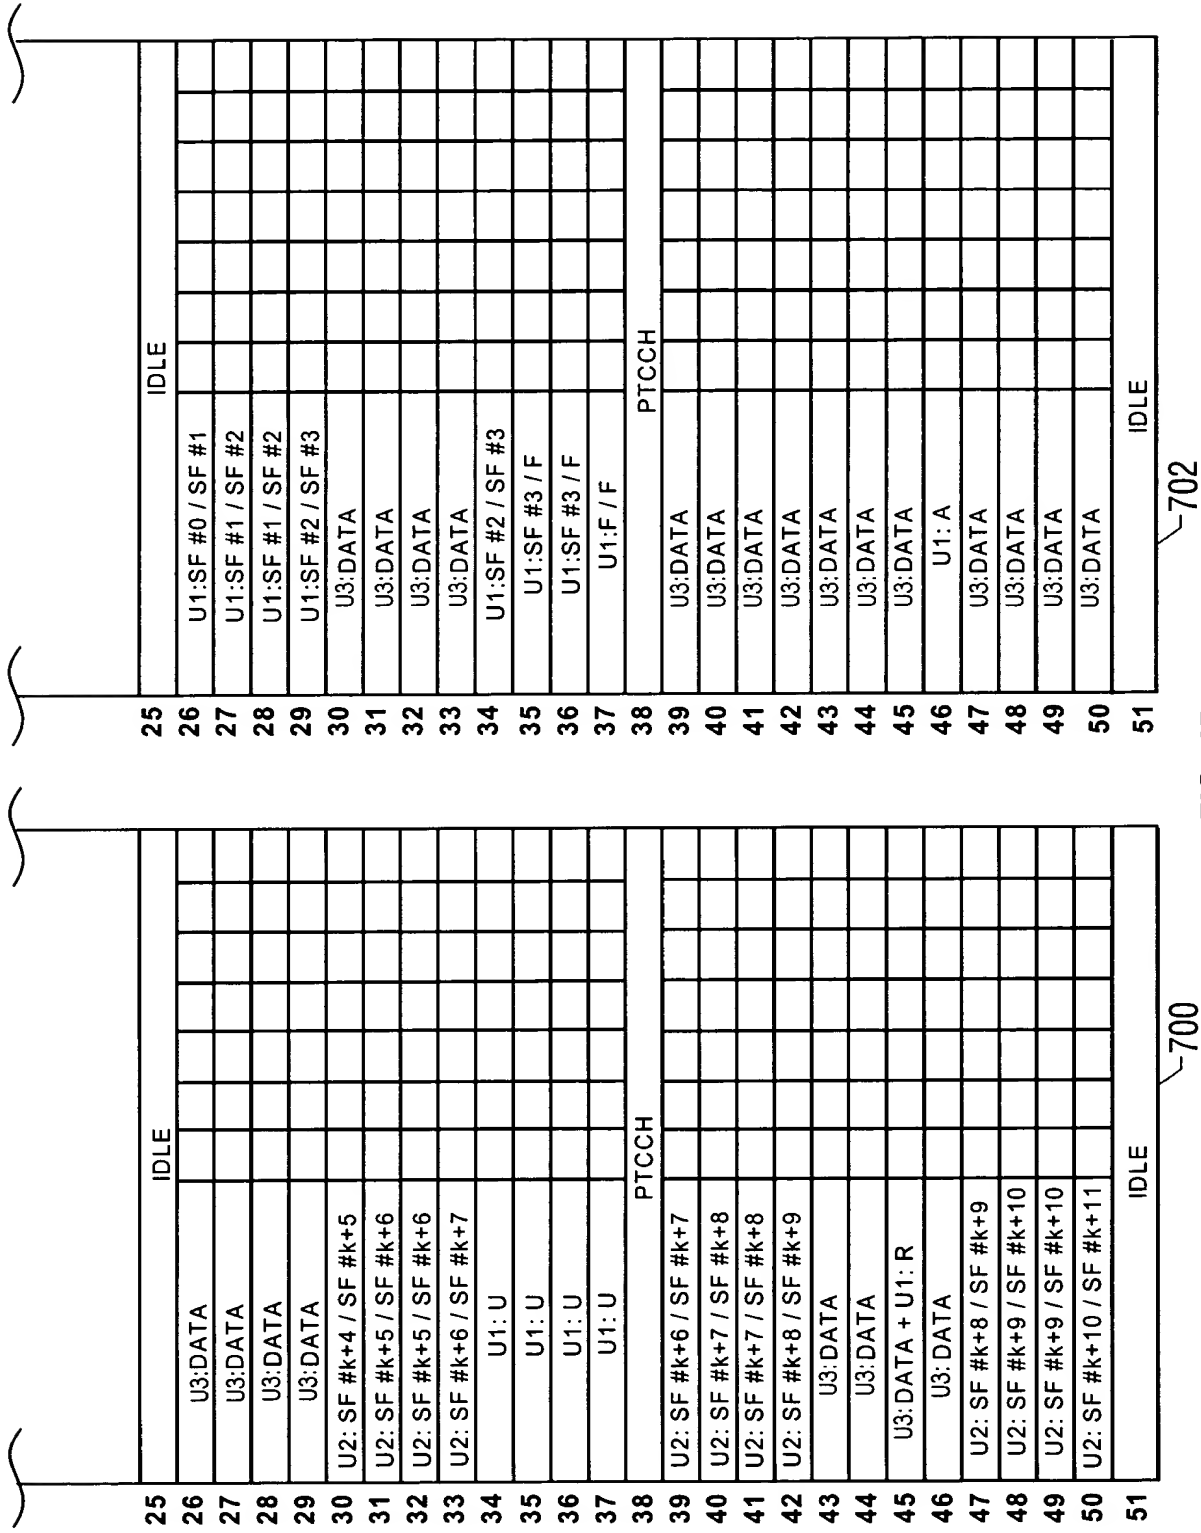 25 IDLE
26 U3:DATA
27 U3:DATA
28 U3:DATA
29 U3:DATA
30 U2: SF #k+4 / SF #k+5
31 U2: SF #k+5 / SF #k+6
32 U2: SF #k+5 / SF #k+6
33 U2: SF #k+6 / SF #k+7
34 U1: U
35 U1: U
36 U1: U
37 U1: U
38 PTCCH
39 U2: SF #k+6 / SF #k+7
40 U2: SF #k+7 / SF #k+8
41 U2: SF #k+7 / SF #k+8
42 U2: SF #k+8 / SF #k+9
43 U3:DATA
44 U3:DATA
45 U3:DATA + U1: R
46 U3: DATA
47 U2: SF #k+8 / SF #k+9
48 U2: SF #k+9 / SF #k+10
49 U2: SF #k+9 / SF #k+10
50 U2: SF #k+10 / SF #k+11
51 IDLE
700
25 IDLE
26 U1:SF #0 / SF #1
27 U1:SF #1 / SF #2
28 U1:SF #1 / SF #2
29 U1:SF #2 / SF #3
30 U3:DATA
31 U3:DATA
32 U3:DATA
33 U3:DATA
34 U1:SF #2 / SF #3
35 U1:SF #3 / F
36 U1:SF #3 / F
37 U1:F / F
38 PTCCH
39 U3:DATA
40 U3:DATA
41 U3:DATA
42 U3:DATA
43 U3:DATA
44 U3:DATA
45 U3:DATA
46 U1: A
47 U3:DATA
48 U3:DATA
49 U3:DATA
50 U3:DATA
51 IDLE
702